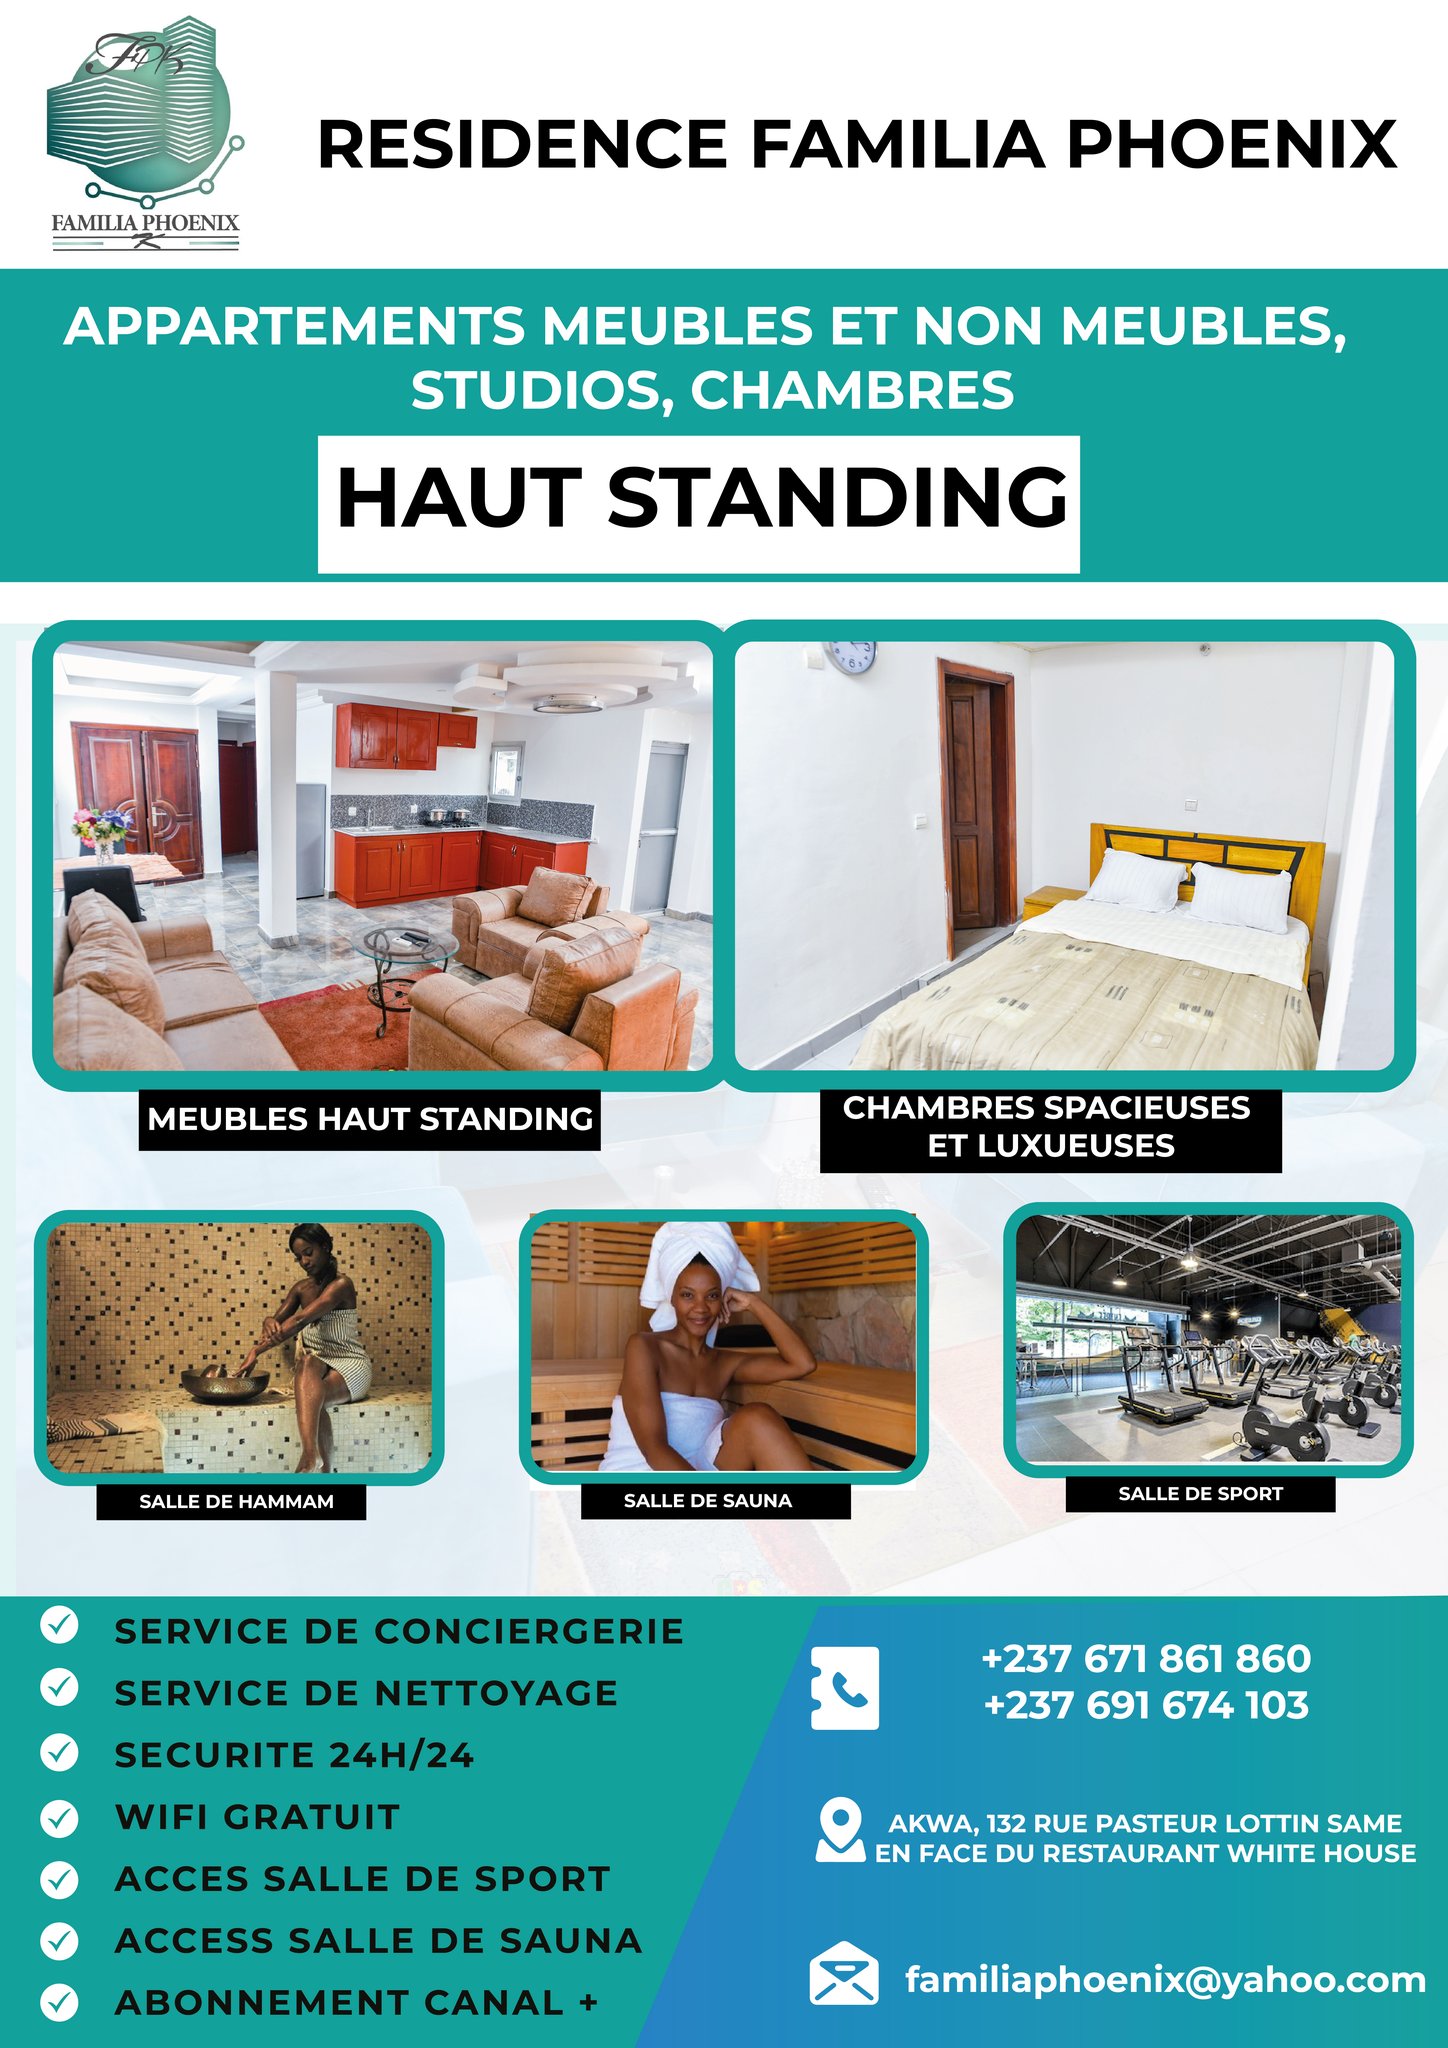 FiPK
FAMILIA PHOENIX
K
RESIDENCE FAMILIA PHOENIX
APPARTEMENTS MEUBLES ET NON MEUBLES,
STUDIOS, CHAMBRES
HAUT STANDING
MEUBLES HAUT STANDING
CHAMBRES SPACIEUSES
ET LUXUEUSES
SALLE DE HAMMAM
SALLE DE SAUNA
SALLE DE SPORT
SERVICE DE CONCIERGERIE
SERVICE DE NETTOYAGE
SECURITE 24H/24
WIFI GRATUIT
ACCES SALLE DE SPORT
ACCESS SALLE DE SAUNA
ABONNEMENT CANAL +
+237 671 861 860
+237 691 674 103
AKWA, 132 RUE PASTEUR LOTTIN SAME
EN FACE DU RESTAURANT WHITE HOUSE
familiaphoenix@yahoo.com